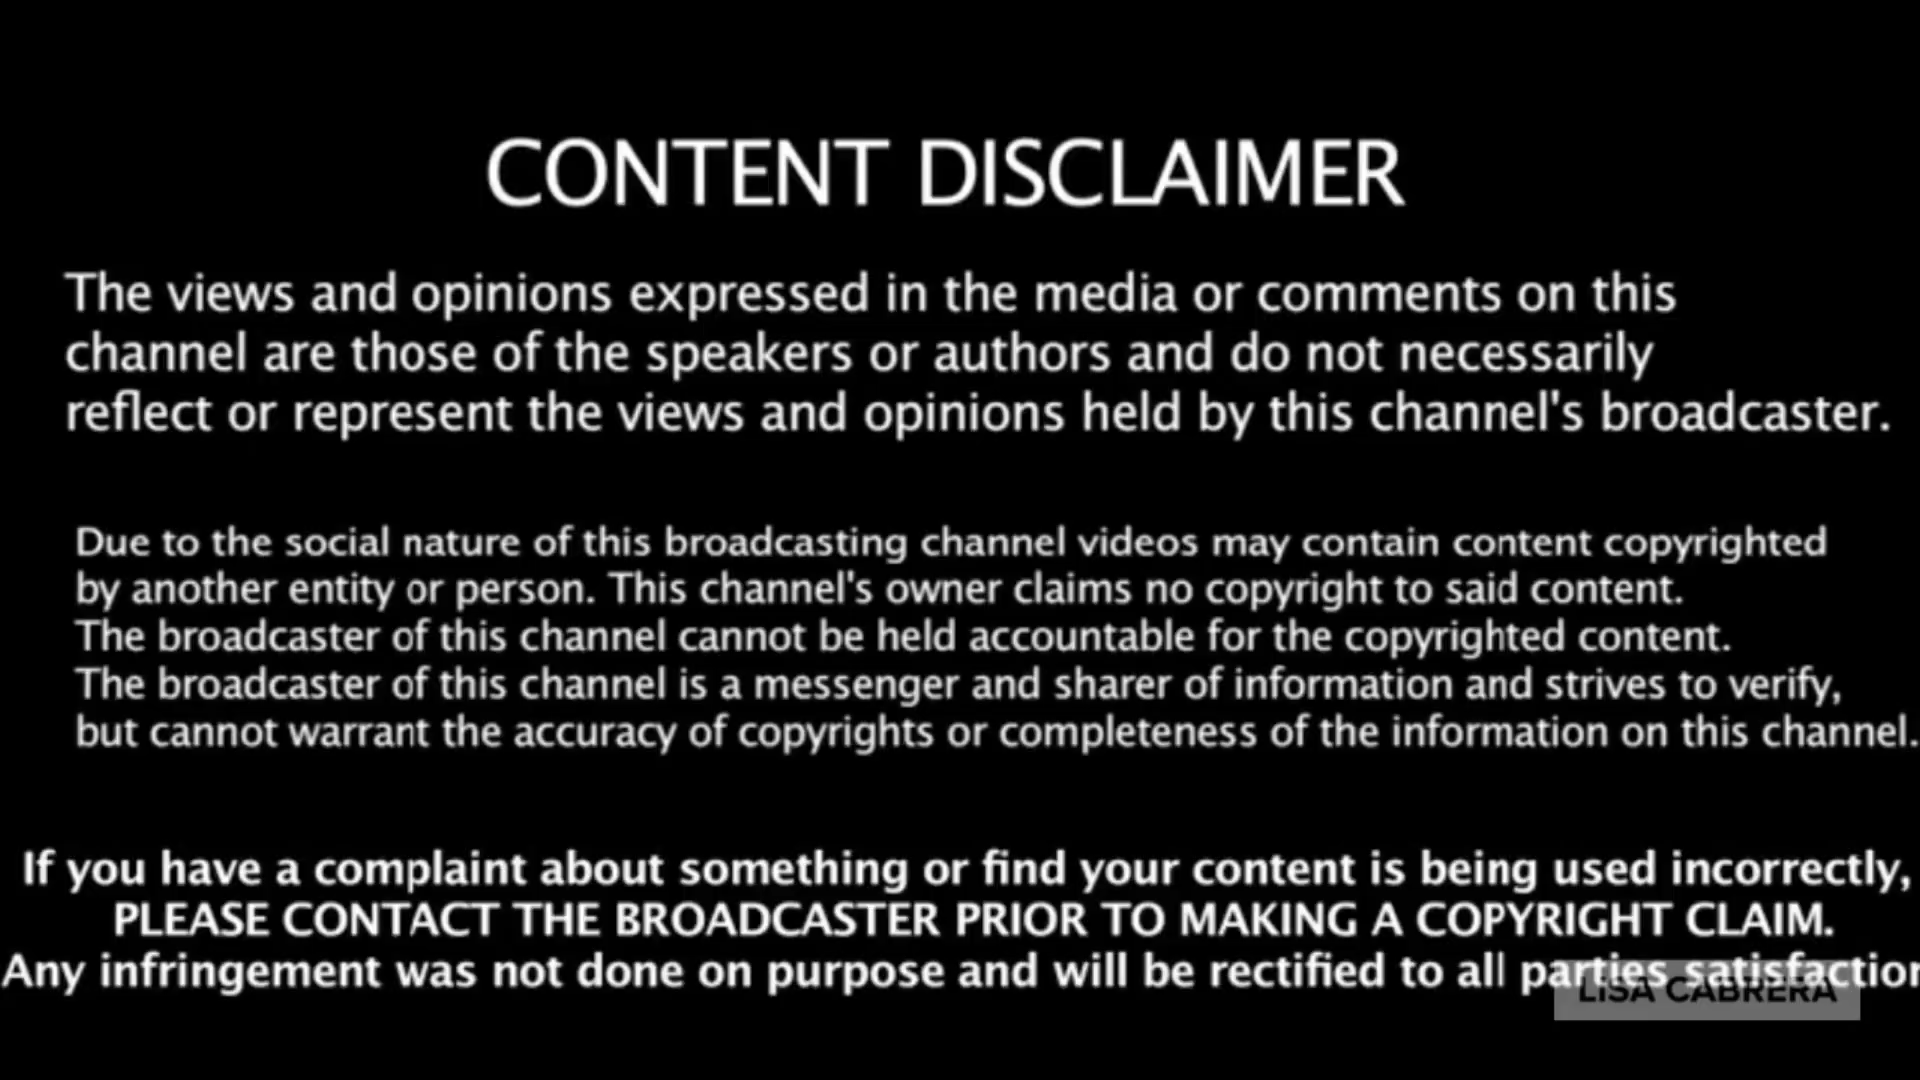 CONTENT DISCLAIMER
The views and opinions expressed in the media or comments on this
channel are those of the speakers or authors and do not necessarily
reflect or represent the views and opinions held by this channel's broadcaster.
Due to the social nature of this broadcasting channel videos may contain content copyrighted
by another entity or person. This channel's owner claims no copyright to said content.
The broadcaster of this channel cannot be held accountable for the copyrighted content.
The broadcaster of this channel is a messenger and sharer of information and strives to verify,
but cannot warrant the accuracy of copyrights or completeness of the information on this channel.
If you have a complaint about something or find your content is being used incorrectly,
PLEASE CONTACT THE BROADCASTER PRIOR TO MAKING A COPYRIGHT CLAIM.
Any infringement was not done on purpose and will be rectified to all parties satisfaction
LISA CABRERA